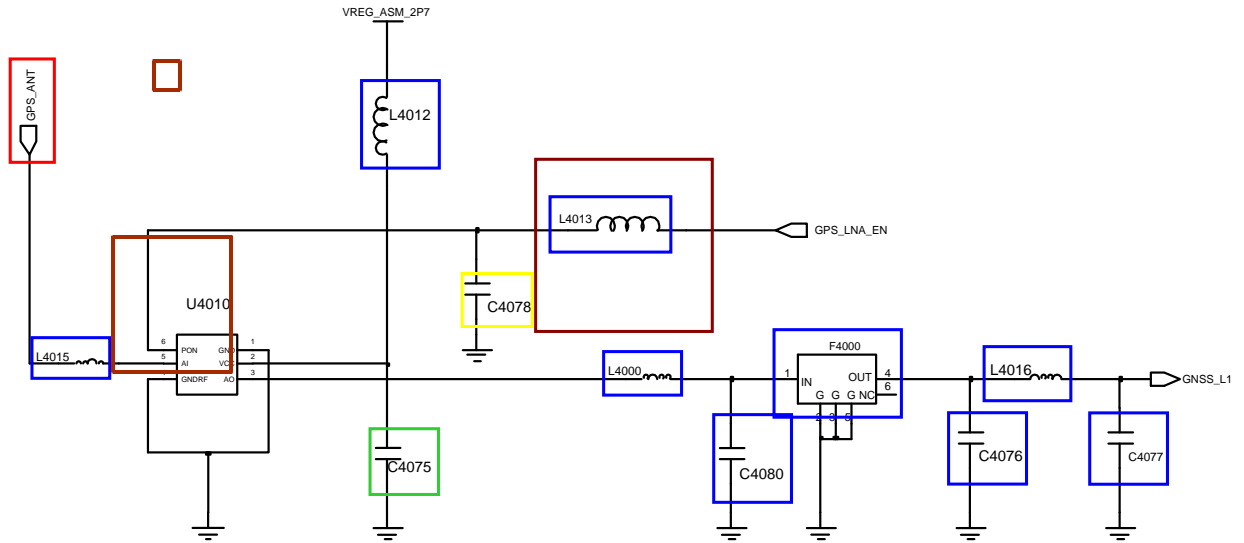 VREG_ASM_2P7
GPS_ANT
L4012
L4013
GPS_LNA_EN
C4078
U4010
6 PON GND 1
L4015 5 AI VCC 2
GNDRF AO 3
L4000
F4000
1 IN OUT 4
G G G NC 6
2 3 5
L4016
GNSS_L1
C4075
C4080
C4076
C4077